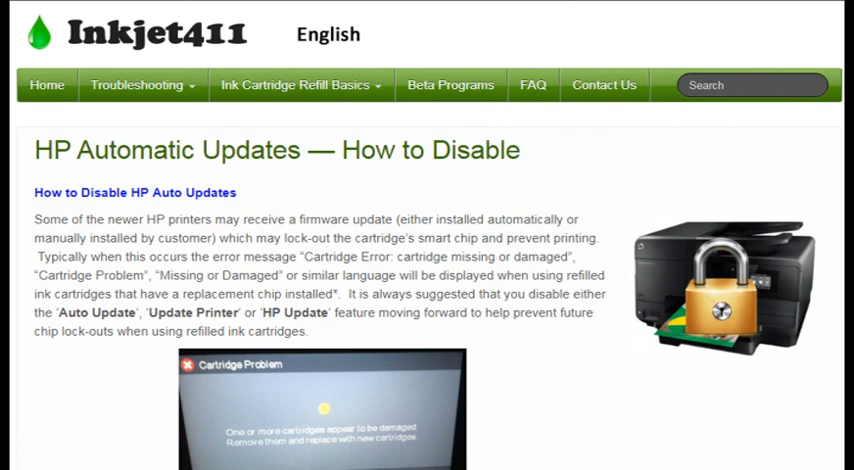 Inkjet411
English
Home
Troubleshooting
Ink Cartridge Refill Basics
Beta Programs
FAQ
Contact Us
Search
HP Automatic Updates — How to Disable
How to Disable HP Auto Updates
Some of the newer HP printers may receive a firmware update (either installed automatically or
manually installed by customer) which may lock-out the cartridge's smart chip and prevent printing.
Typically when this occurs the error message “Cartridge Error: cartridge missing or damaged”,
“Cartridge Problem”, “Missing or Damaged” or similar language will be displayed when using refilled
ink cartridges that have a replacement chip installed*. It is always suggested that you disable either
the ‘Auto Update’, ‘Update Printer’ or ‘HP Update’ feature moving forward to help prevent future
chip lock-outs when using refilled ink cartridges.
Cartridge Problem
One or more cartridges appear to be damaged.
Remove them and replace with new cartridges.